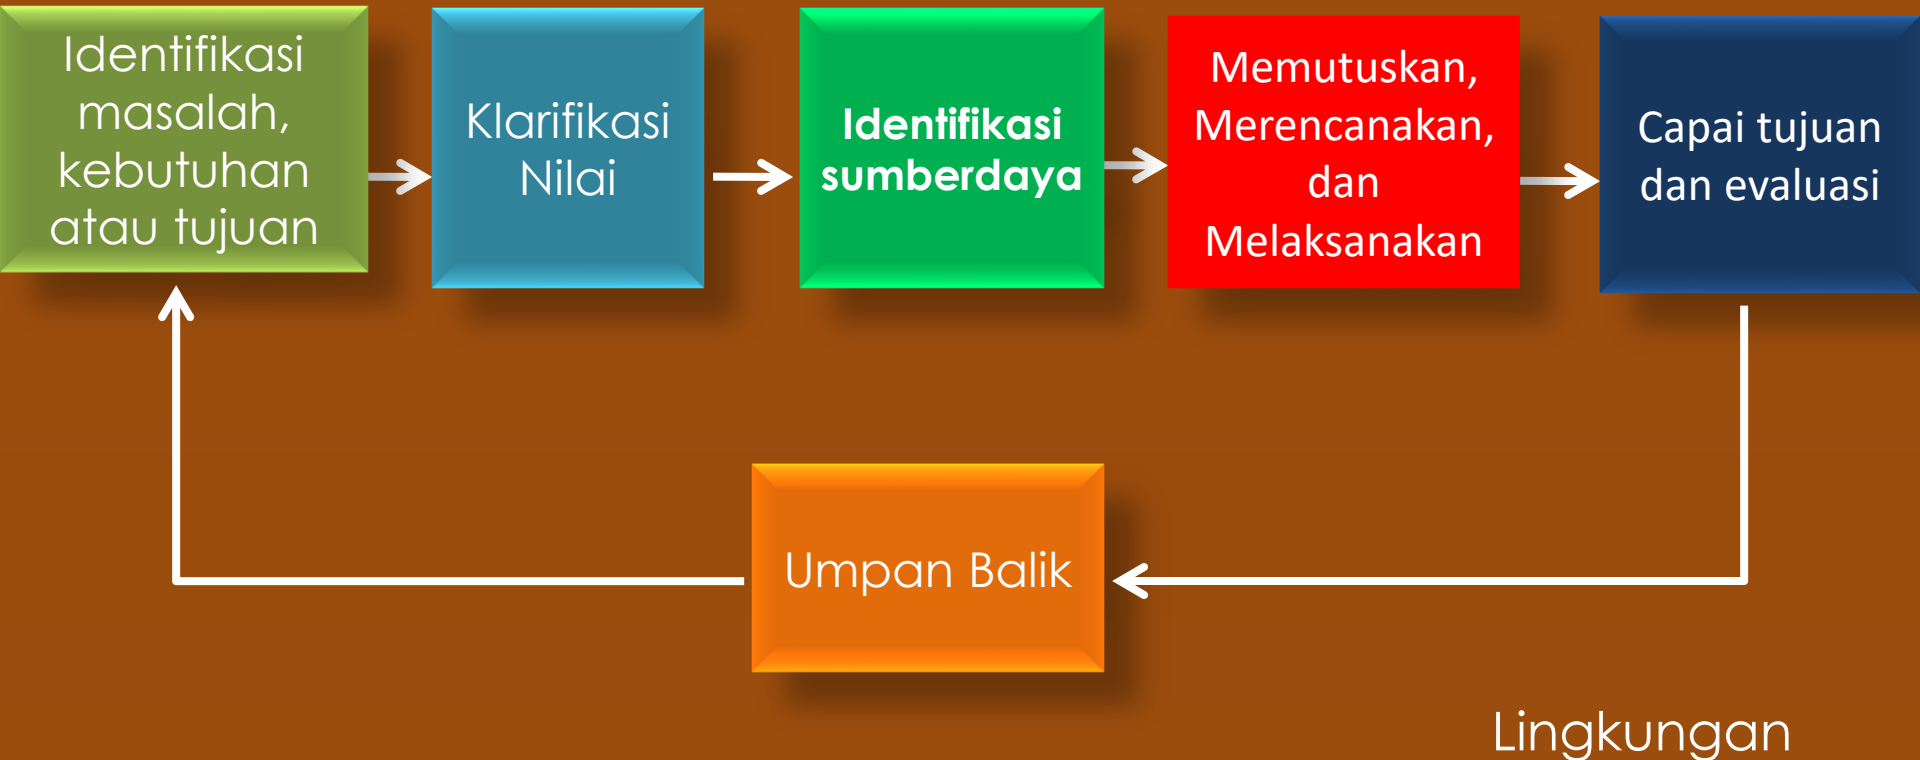 Identifikasi
masalah,
kebutuhan
atau tujuan
Klarifikasi
Nilai
Identifikasi
sumberdaya
Memutuskan,
Merencanakan,
dan
Melaksanakan
Capai tujuan
dan evaluasi
Umpan Balik
Lingkungan